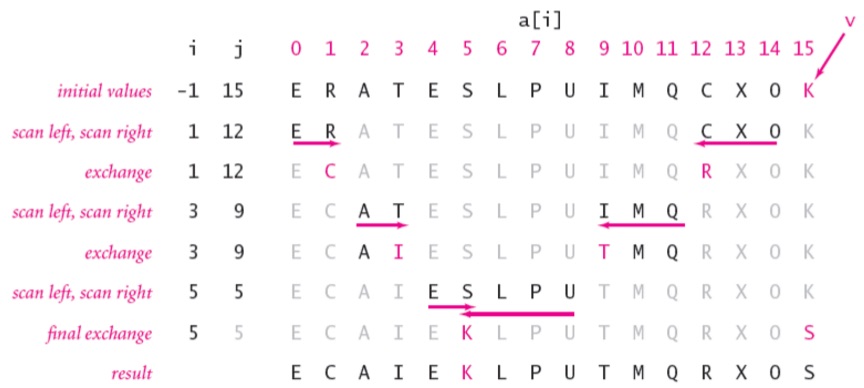 a[i] v
i j 0 1 2 3 4 5 6 7 8 9 10 11 12 13 14 15
initial values -1 15 E R A T E S L P U I M Q C X O K
scan left, scan right 1 12 E R A T E S L P U I M Q C X O K
exchange 1 12 E C A T E S L P U I M Q R X O K
scan left, scan right 3 9 E C A T E S L P U I M Q R X O K
exchange 3 9 E C A I E S L P U T M Q R X O K
scan left, scan right 5 5 E C A I E S L P U T M Q R X O K
final exchange 5 5 E C A I E K L P U T M Q R X O S
result E C A I E K L P U T M Q R X O S